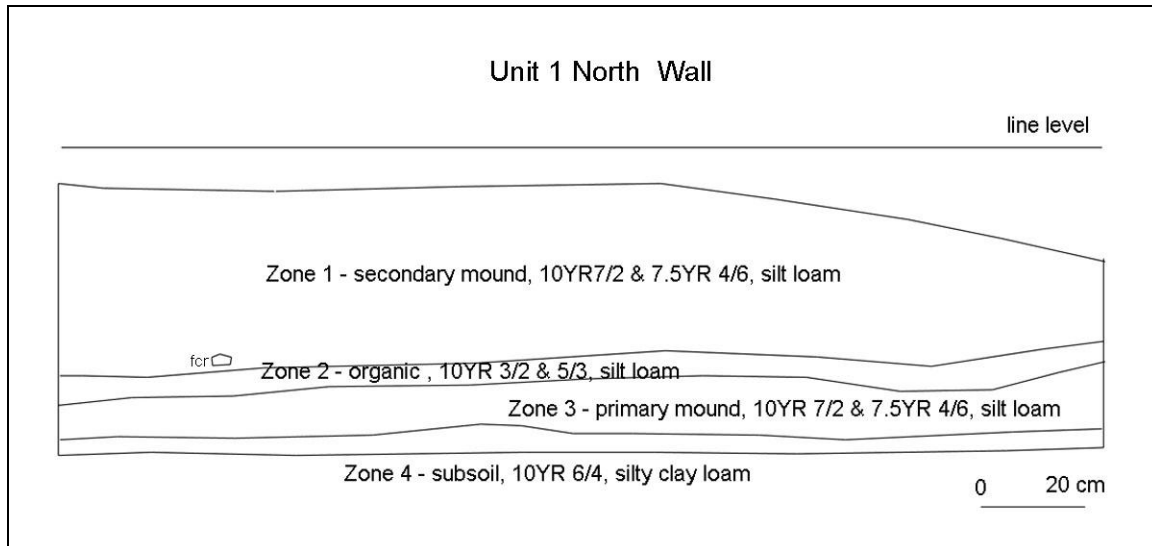 Unit 1 North Wall
line level
Zone 1 - secondary mound, 10YR7/2 & 7.5YR 4/6, silt loam
fcr
Zone 2 - organic , 10YR 3/2 & 5/3, silt loam
Zone 3 - primary mound, 10YR 7/2 & 7.5YR 4/6, silt loam
Zone 4 - subsoil, 10YR 6/4, silty clay loam
0 20 cm